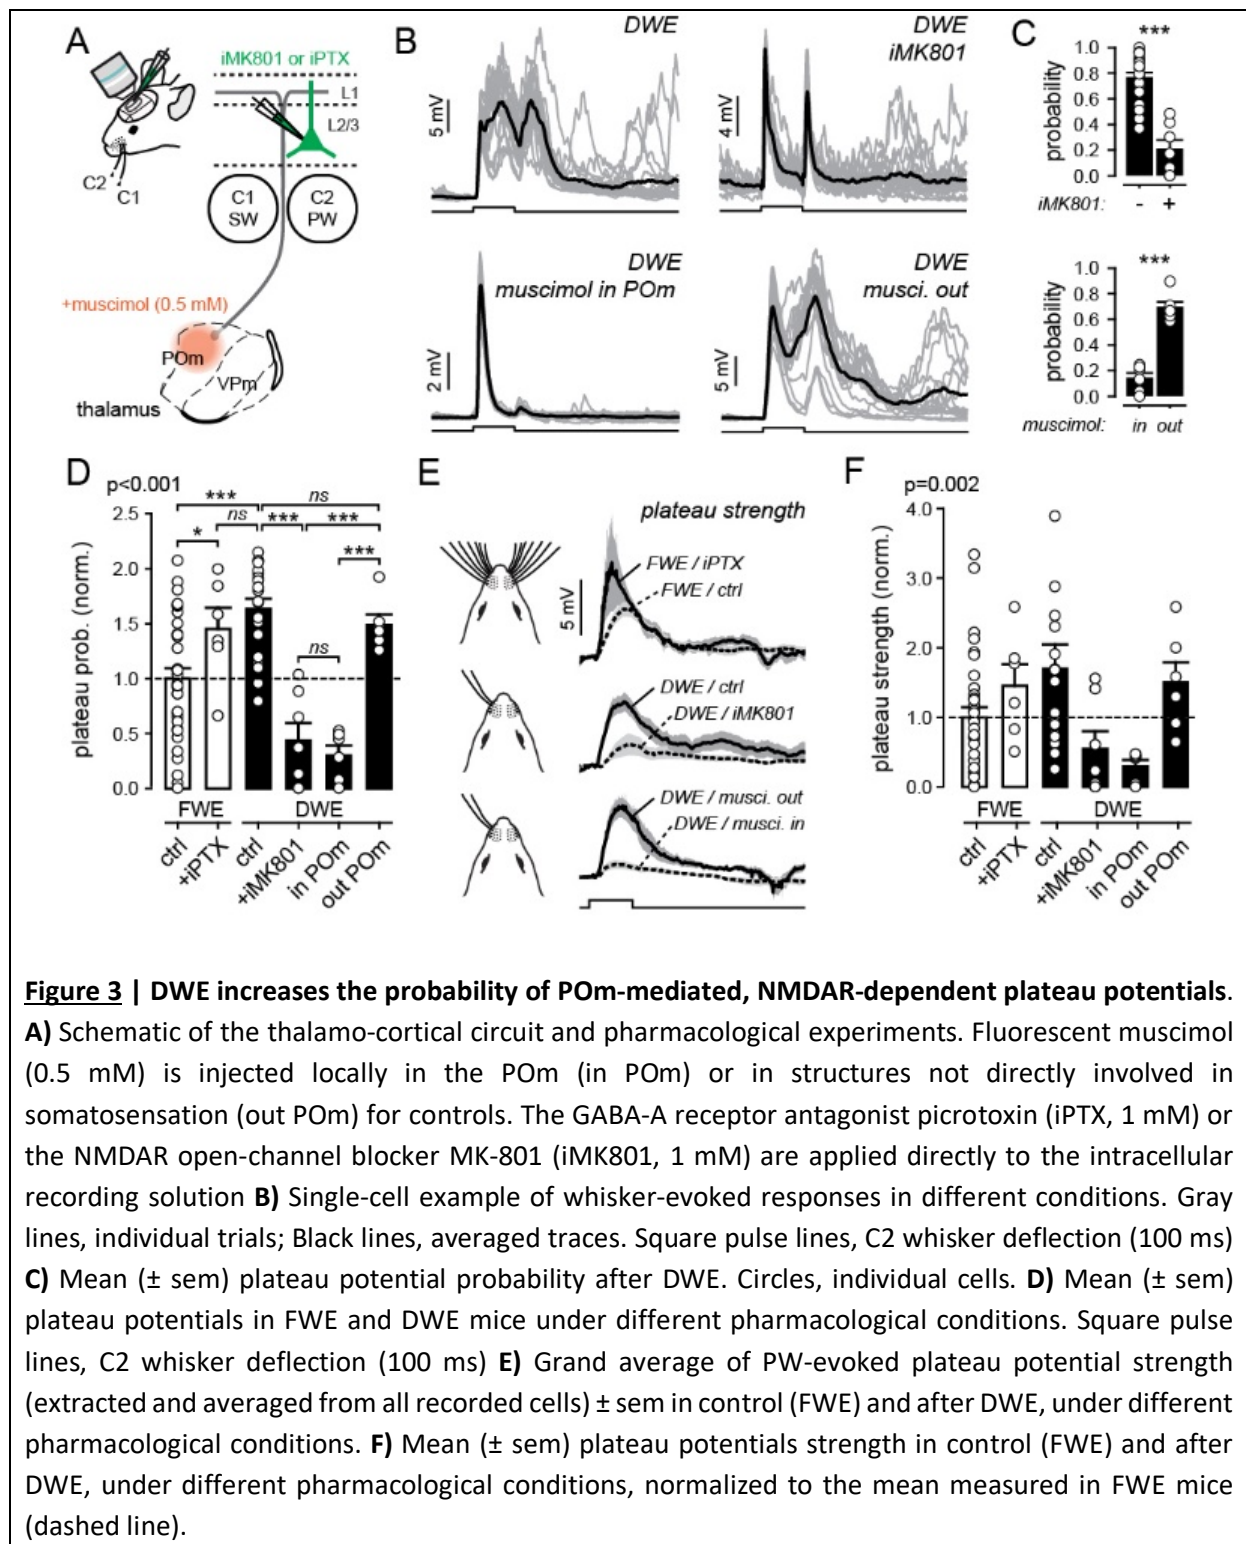 A
iMK801 or iPTX
L1
L2/3
C2
C1
C1
SW
C2
PW
+muscimol (0.5 mM)
POm
VPm
thalamus
B
DWE
5 mV
DWE
iMK801
4 mV
DWE
muscimol in POm
2 mV
DWE
musci. out
5 mV
C
***
probability
1.0
0.8
0.6
0.4
0.2
0.0
iMK801: - +
***
probability
1.0
0.8
0.6
0.4
0.2
0.0
muscimol: in out
D
p<0.001
*** ns
* ns *** ***
***
ns
plateau prob. (norm.)
2.5
2.0
1.5
1.0
0.5
0.0
FWE DWE
ctrl
+iPTX
ctrl
+iMK801
in POm
out POm
E
plateau strength
5 mV
FWE / iPTX
FWE / ctrl
DWE / ctrl
DWE / iMK801
DWE / musci. out
DWE / musci. in
F
p=0.002
plateau strength (norm.)
4.0
3.0
2.0
1.0
0.0
FWE DWE
ctrl
+iPTX
ctrl
+iMK801
in POm
out POm
Figure 3 | DWE increases the probability of POm-mediated, NMDAR-dependent plateau potentials.
A) Schematic of the thalamo-cortical circuit and pharmacological experiments. Fluorescent muscimol
(0.5 mM) is injected locally in the POm (in POm) or in structures not directly involved in
somatosensation (out POm) for controls. The GABA-A receptor antagonist picrotoxin (iPTX, 1 mM) or
the NMDAR open-channel blocker MK-801 (iMK801, 1 mM) are applied directly to the intracellular
recording solution B) Single-cell example of whisker-evoked responses in different conditions. Gray
lines, individual trials; Black lines, averaged traces. Square pulse lines, C2 whisker deflection (100 ms)
C) Mean (± sem) plateau potential probability after DWE. Circles, individual cells. D) Mean (± sem)
plateau potentials in FWE and DWE mice under different pharmacological conditions. Square pulse
lines, C2 whisker deflection (100 ms) E) Grand average of PW-evoked plateau potential strength
(extracted and averaged from all recorded cells) ± sem in control (FWE) and after DWE, under different
pharmacological conditions. F) Mean (± sem) plateau potentials strength in control (FWE) and after
DWE, under different pharmacological conditions, normalized to the mean measured in FWE mice
(dashed line).